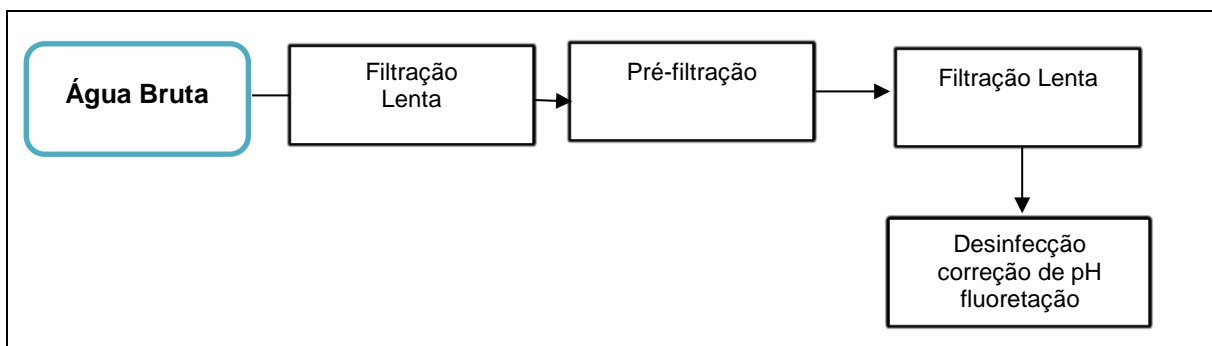 Água Bruta
Filtração
Lenta
Pré-filtração
Filtração Lenta
Desinfecção
correção de pH
fluoretação